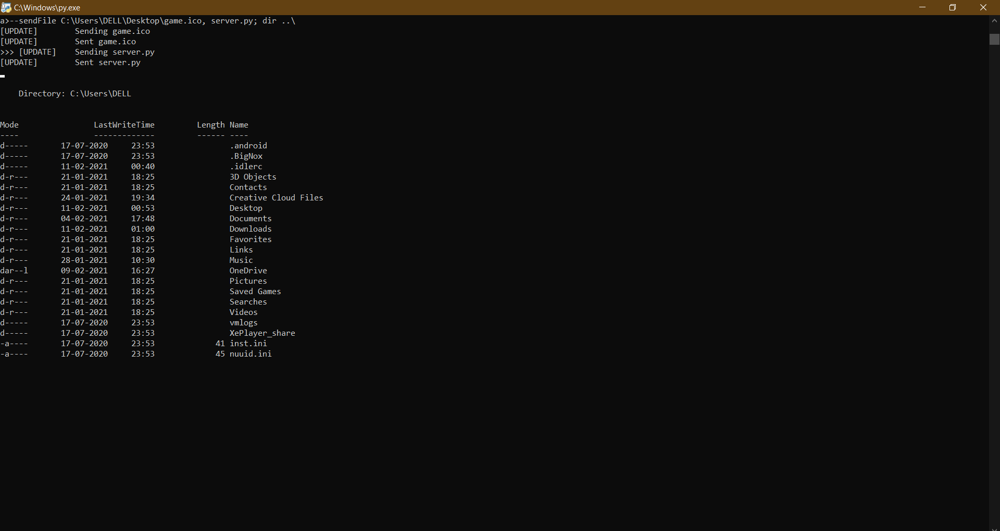 C:\Windows\py.exe
a>--sendFile C:\Users\DELL\Desktop\game.ico, server.py; dir ..\
[UPDATE]        Sending game.ico
[UPDATE]        Sent game.ico
>>> [UPDATE]    Sending server.py
[UPDATE]        Sent server.py
    Directory: C:\Users\DELL
Mode                LastWriteTime         Length Name
----                -------------         ------ ----
d-----       17-07-2020     23:53                .android
d-----       17-07-2020     23:53                .BigNox
d-----       11-02-2021     00:40                .idlerc
d-r---       21-01-2021     18:25                3D Objects
d-r---       21-01-2021     18:25                Contacts
d-r---       24-01-2021     19:34                Creative Cloud Files
d-r---       11-02-2021     00:53                Desktop
d-r---       04-02-2021     17:48                Documents
d-r---       11-02-2021     01:00                Downloads
d-r---       21-01-2021     18:25                Favorites
d-r---       21-01-2021     18:25                Links
d-r---       28-01-2021     10:30                Music
dar--l       09-02-2021     16:27                OneDrive
d-r---       21-01-2021     18:25                Pictures
d-r---       21-01-2021     18:25                Saved Games
d-r---       21-01-2021     18:25                Searches
d-r---       21-01-2021     18:25                Videos
d-----       17-07-2020     23:53                vmlogs
d-----       17-07-2020     23:53                XePlayer_share
-a----       17-07-2020     23:53             41 inst.ini
-a----       17-07-2020     23:53             45 nuuid.ini